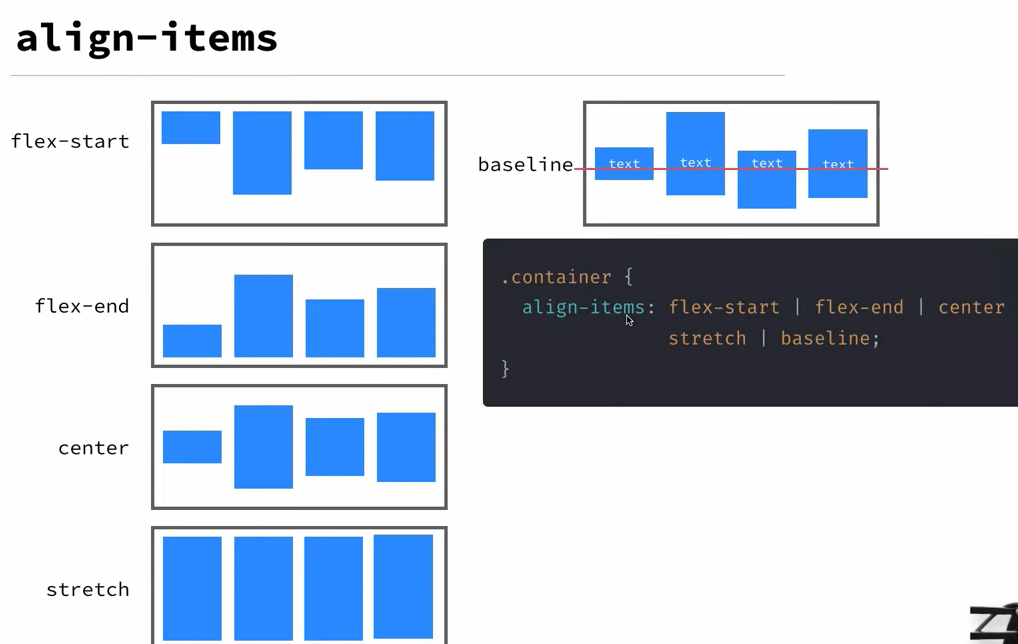 align-items
flex-start
baseline
text text text text
.container {
align-items: flex-start | flex-end | center
stretch | baseline;
}
flex-end
center
stretch